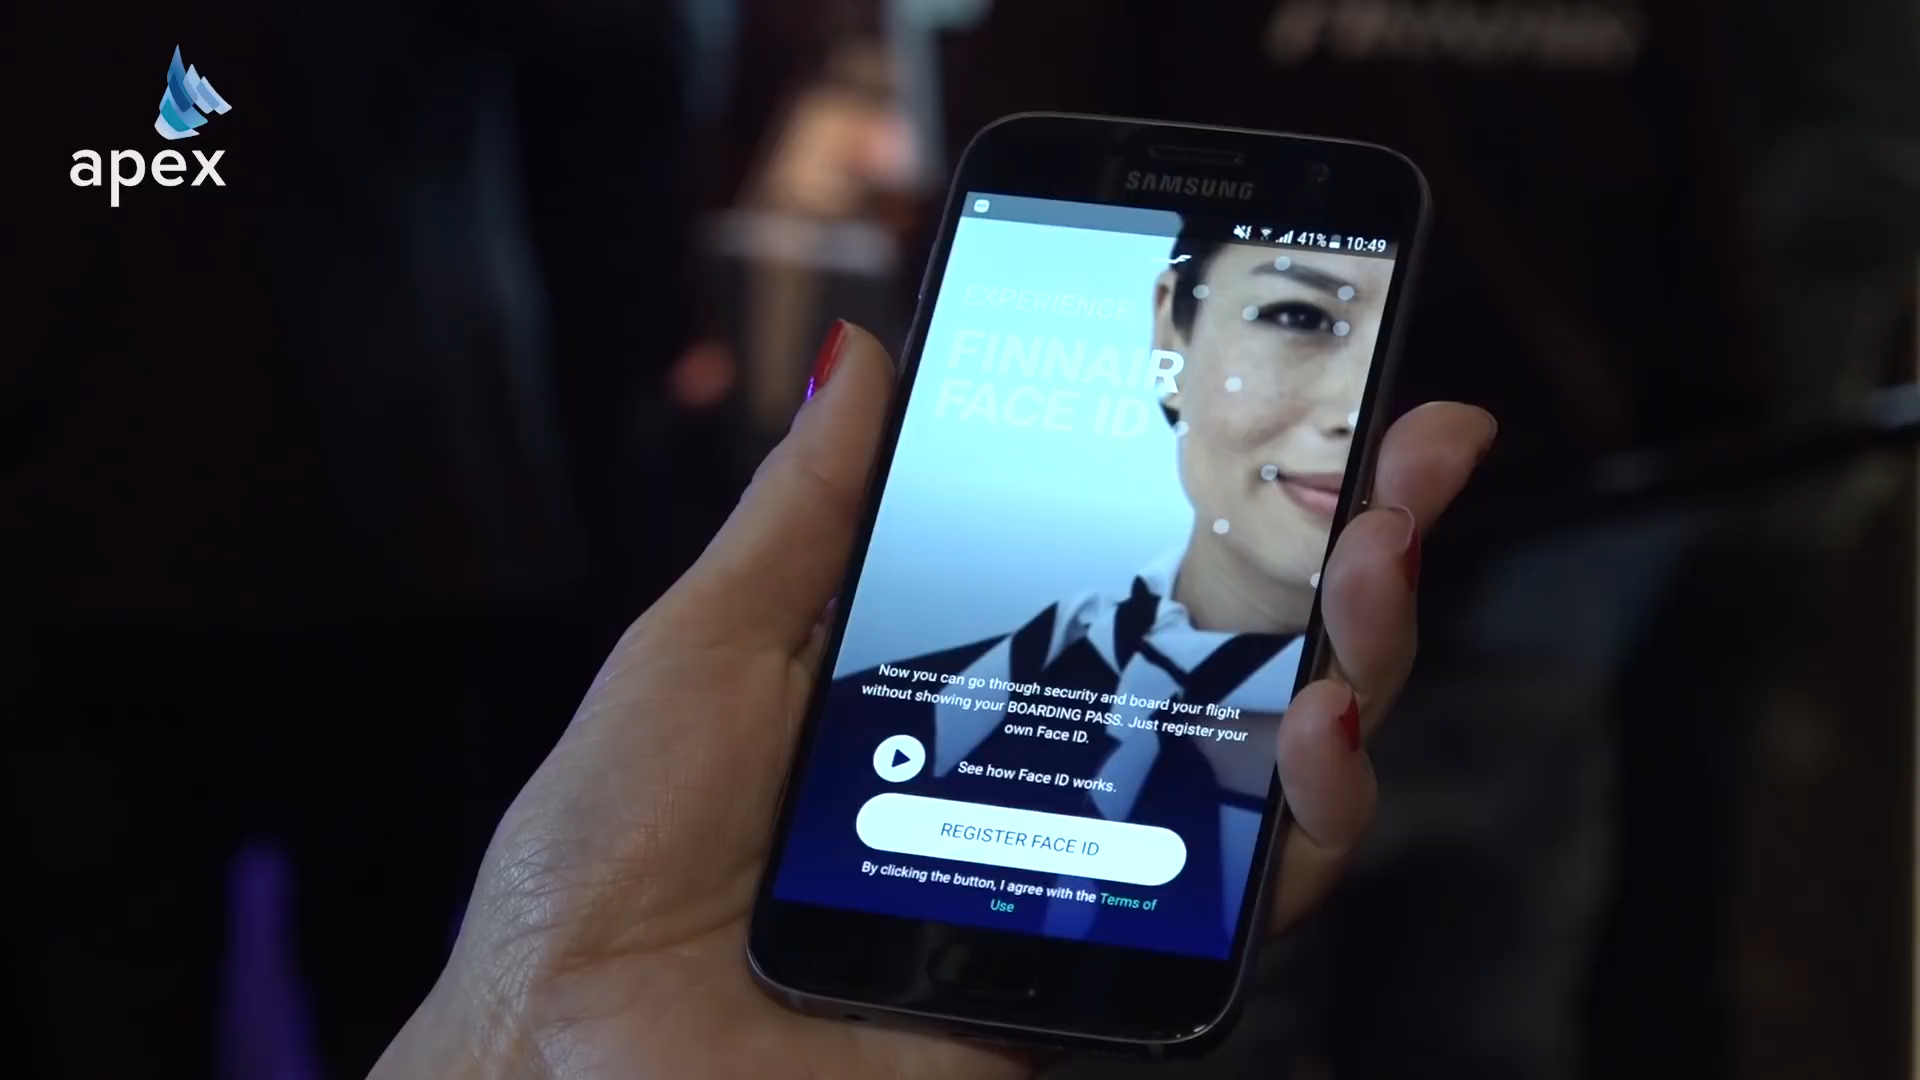 apex
SAMSUNG
41% 10:49
EXPERIENCE
FINNAIR
FACE ID
Now you can go through security and board your flight
without showing your BOARDING PASS. Just register your
own Face ID.
See how Face ID works.
REGISTER FACE ID
By clicking the button, I agree with the Terms of
Use